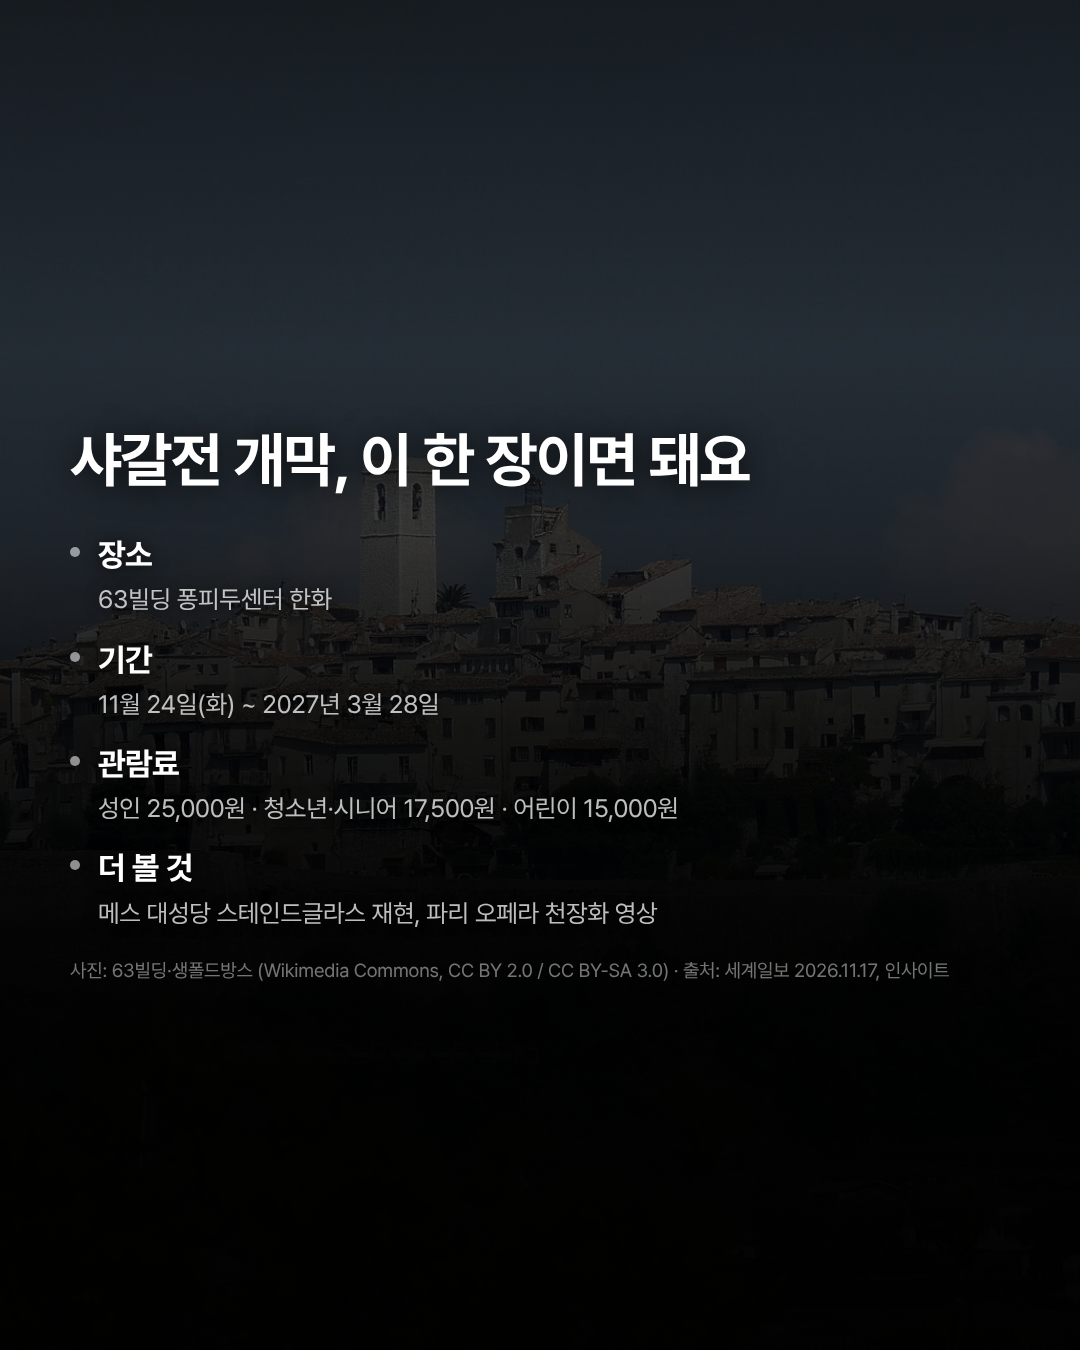 샤갈전 개막, 이 한 장이면 돼요
장소
63빌딩 퐁피두센터 한화
기간
11월 24일(화) ~ 2027년 3월 28일
관람료
성인 25,000원 · 청소년·시니어 17,500원 · 어린이 15,000원
더 볼 것
메스 대성당 스테인드글라스 재현, 파리 오페라 천장화 영상
사진: 63빌딩·생폴드방스 (Wikimedia Commons, CC BY 2.0 / CC BY-SA 3.0) · 출처: 세계일보 2026.11.17, 인사이트